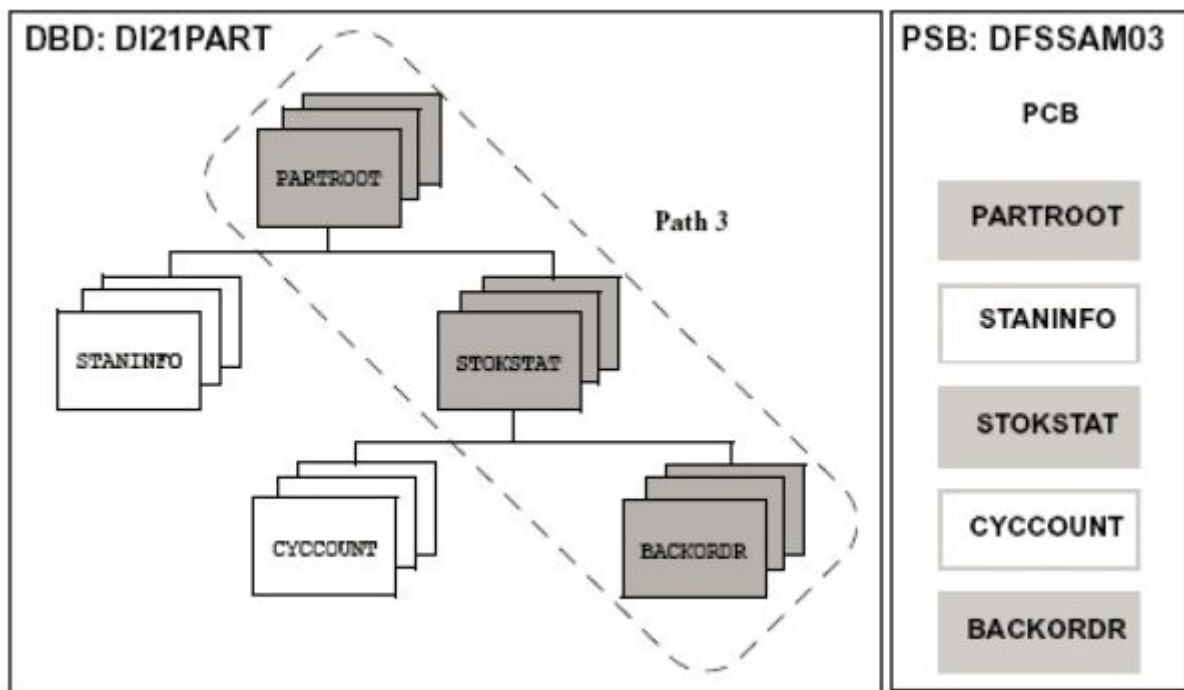 DBD: DI21PART
PARTROOT
Path 3
STANINFO
STOKSTAT
CYCCOUNT
BACKORDR
PSB: DFSSAM03
PCB
PARTROOT
STANINFO
STOKSTAT
CYCCOUNT
BACKORDR